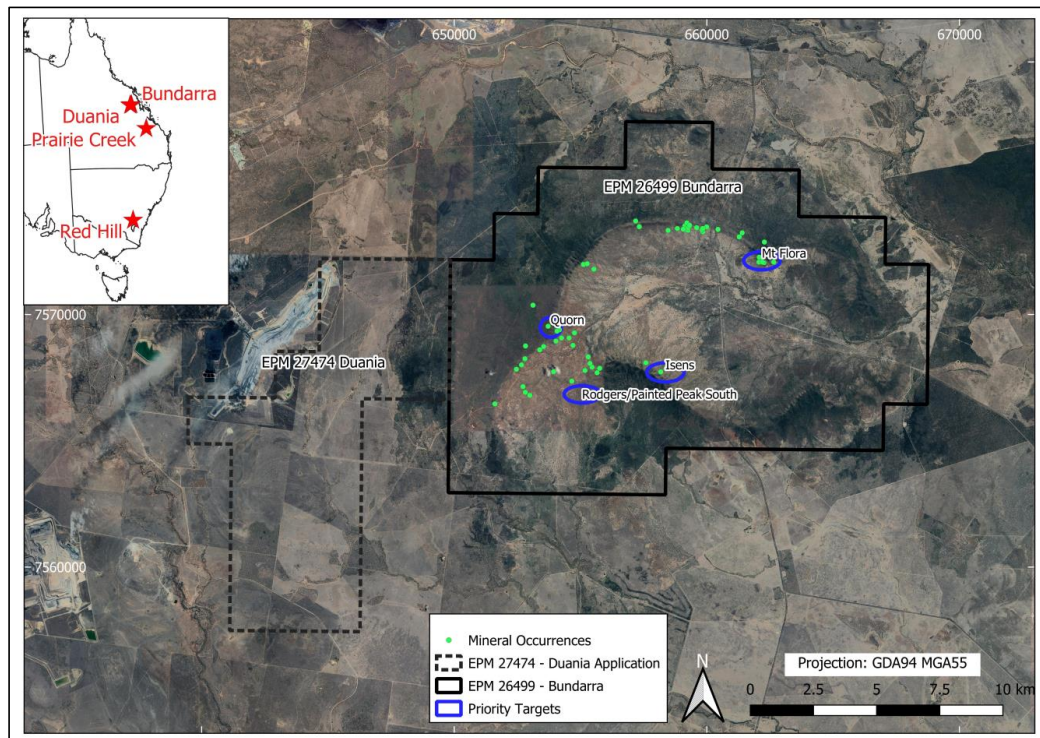 650000
660000
670000
Bundarra
Duania
Prairie Creek
Red Hill
EPM 26499 Bundarra
Mt Flora
7570000
Quorn
EPM 27474 Duania
Isens
Rodgers/Painted Peak South
7560000
Mineral Occurrences
EPM 27474 - Duania Application
EPM 26499 - Bundarra
Priority Targets
N
Projection: GDA94 MGA55
0 2.5 5 7.5 10 km